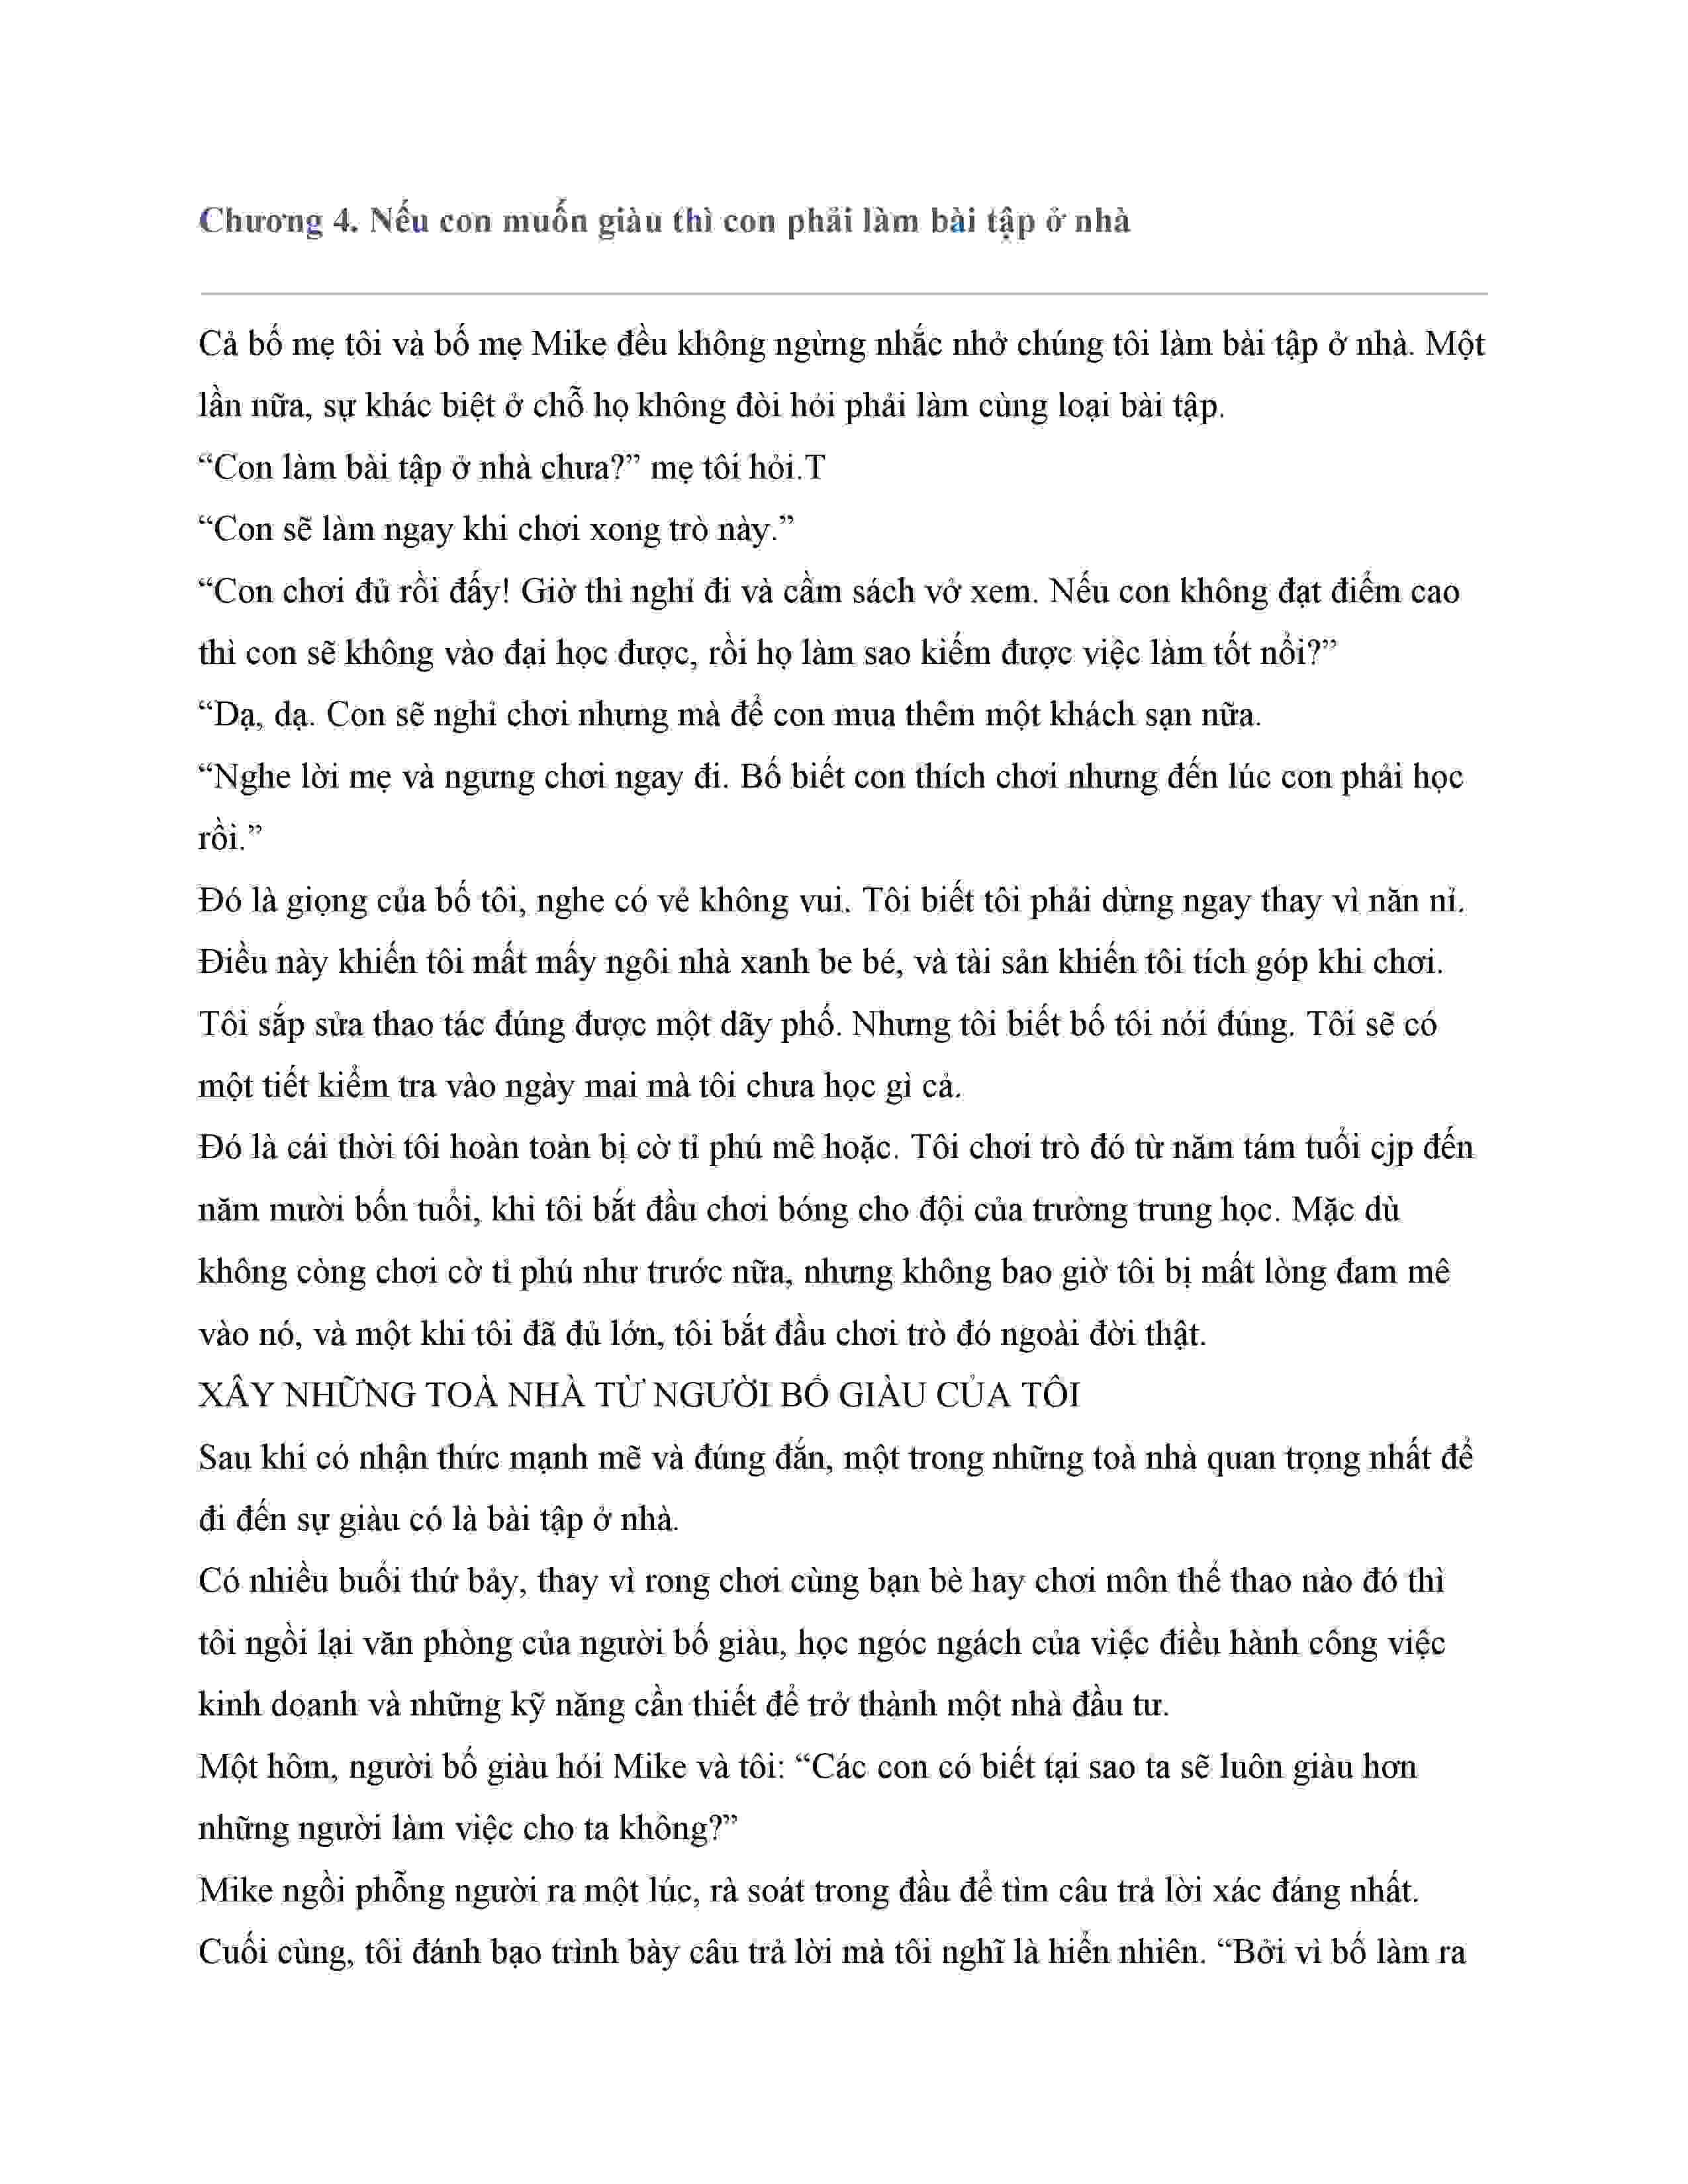 Chương 4. Nếu con muốn giàu thì con phải làm bài tập ở nhà
Cả bố mẹ tôi và bố mẹ Mike đều không ngừng nhắc nhở chúng tôi làm bài tập ở nhà. Một
lần nữa, sự khác biệt ở chỗ họ không đòi hỏi phải làm cùng loại bài tập.
“Con làm bài tập ở nhà chưa?” mẹ tôi hỏi.T
“Con sẽ làm ngay khi chơi xong trò này.”
“Con chơi đủ rồi đấy! Giờ thì nghỉ đi và cầm sách vở xem. Nếu con không đạt điểm cao
thì con sẽ không vào đại học được, rồi họ làm sao kiếm được việc làm tốt nổi?”
“Dạ, dạ. Con sẽ nghỉ chơi nhưng mà để con mua thêm một khách sạn nữa.
“Nghe lời mẹ và ngưng chơi ngay đi. Bố biết con thích chơi nhưng đến lúc con phải học
rồi.”
Đó là giọng của bố tôi, nghe có vẻ không vui. Tôi biết tôi phải dừng ngay thay vì năn nỉ.
Điều này khiến tôi mất mấy ngôi nhà xanh be bé, và tài sản khiến tôi tích góp khi chơi.
Tôi sắp sửa thao tác đúng được một dãy phố. Nhưng tôi biết bố tôi nói đúng. Tôi sẽ có
một tiết kiểm tra vào ngày mai mà tôi chưa học gì cả.
Đó là cái thời tôi hoàn toàn bị cờ tỉ phú mê hoặc. Tôi chơi trò đó từ năm tám tuổi cjp đến
năm mười bốn tuổi, khi tôi bắt đầu chơi bóng cho đội của trường trung học. Mặc dù
không còng chơi cờ tỉ phú như trước nữa, nhưng không bao giờ tôi bị mất lòng đam mê
vào nó, và một khi tôi đã đủ lớn, tôi bắt đầu chơi trò đó ngoài đời thật.
XÂY NHỮNG TOÀ NHÀ TỪ NGƯỜI BỐ GIÀU CỦA TÔI
Sau khi có nhận thức mạnh mẽ và đúng đắn, một trong những toà nhà quan trọng nhất để
đi đến sự giàu có là bài tập ở nhà.
Có nhiều buổi thứ bảy, thay vì rong chơi cùng bạn bè hay chơi môn thể thao nào đó thì
tôi ngồi lại văn phòng của người bố giàu, học ngóc ngách của việc điều hành công việc
kinh doanh và những kỹ năng cần thiết để trở thành một nhà đầu tư.
Một hôm, người bố giàu hỏi Mike và tôi: “Các con có biết tại sao ta sẽ luôn giàu hơn
những người làm việc cho ta không?”
Mike ngồi phỗng người ra một lúc, rà soát trong đầu để tìm câu trả lời xác đáng nhất.
Cuối cùng, tôi đánh bạo trình bày câu trả lời mà tôi nghĩ là hiển nhiên. “Bởi vì bố làm ra